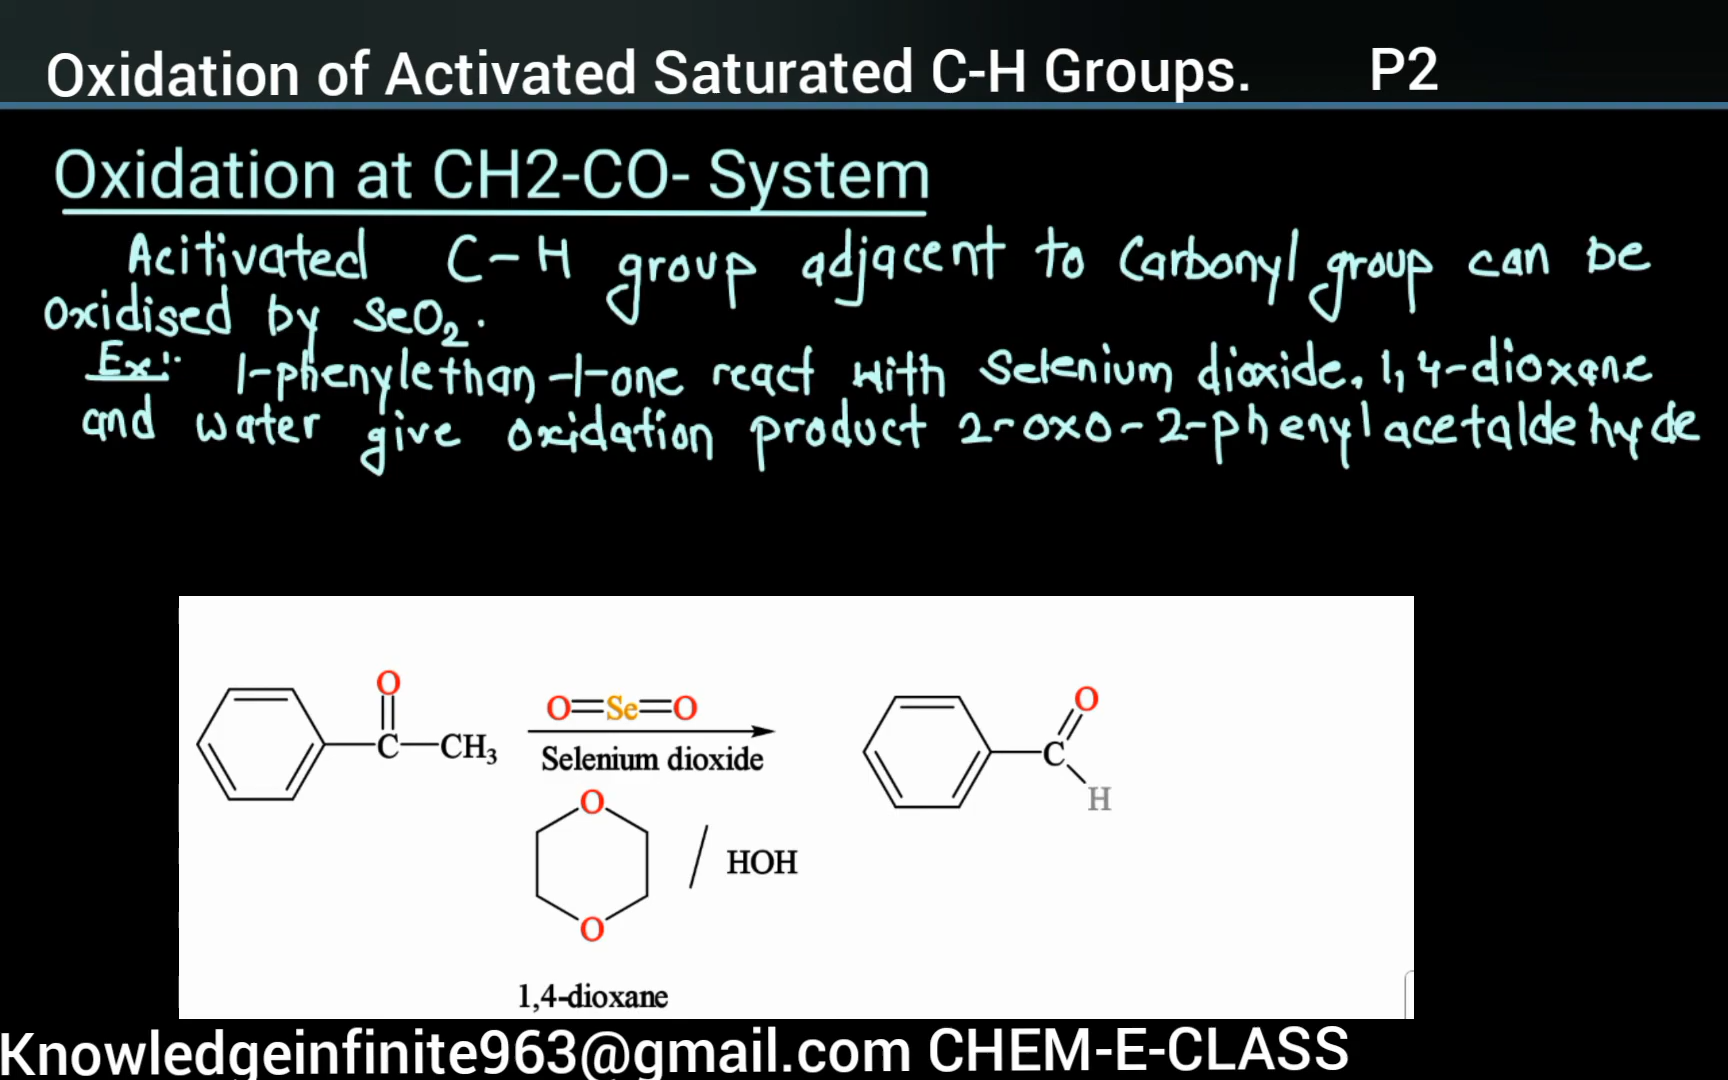 Oxidation of Activated Saturated C-H Groups. P2
Oxidation at CH2-CO- System
Acitivated C-H group adjacent to Carbonyl group can be
oxidised by SeO2.
Ex:- 1-phenylethan-1-one react with Selenium dioxide, 1,4-dioxane
and water give oxidation product 2-oxo-2-phenylacetaldehyde
O
C-CH3
O=Se=O
Selenium dioxide
O
O
/ HOH
1,4-dioxane
O
C
H
Knowledgeinfinite963@gmail.com CHEM-E-CLASS